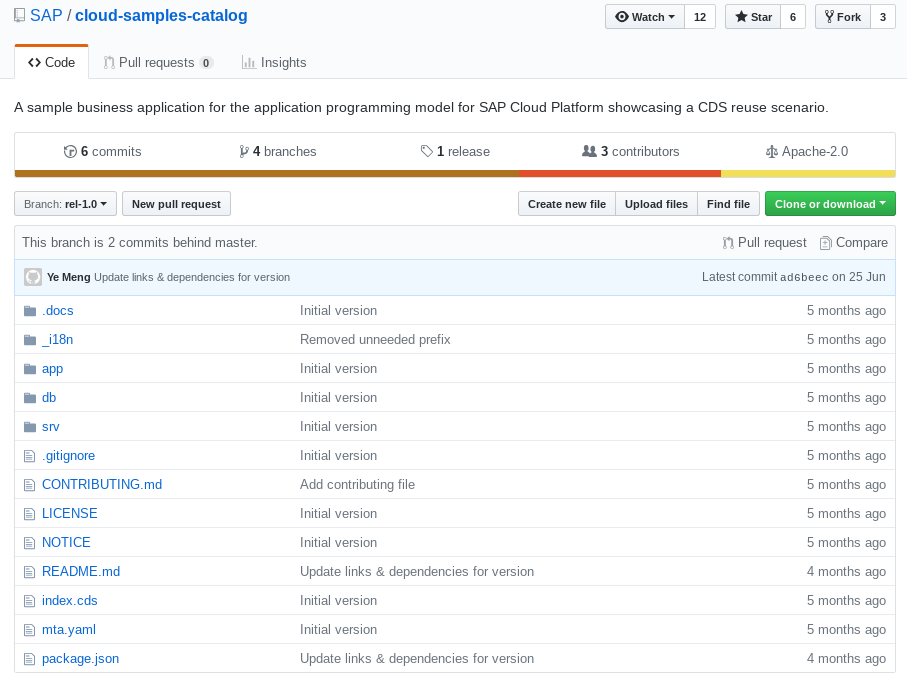 SAP / cloud-samples-catalog Watch 12 Star 6 Fork 3
Code Pull requests 0 Insights
A sample business application for the application programming model for SAP Cloud Platform showcasing a CDS reuse scenario.
6 commits 4 branches 1 release 3 contributors Apache-2.0
Branch: rel-1.0 New pull request Create new file Upload files Find file Clone or download
This branch is 2 commits behind master. Pull request Compare
Ye Meng Update links & dependencies for version Latest commit ad6beec on 25 Jun
.docs Initial version 5 months ago
_i18n Removed unneeded prefix 5 months ago
app Initial version 5 months ago
db Initial version 5 months ago
srv Initial version 5 months ago
.gitignore Initial version 5 months ago
CONTRIBUTING.md Add contributing file 5 months ago
LICENSE Initial version 5 months ago
NOTICE Initial version 5 months ago
README.md Update links & dependencies for version 4 months ago
index.cds Initial version 5 months ago
mta.yaml Initial version 5 months ago
package.json Update links & dependencies for version 4 months ago